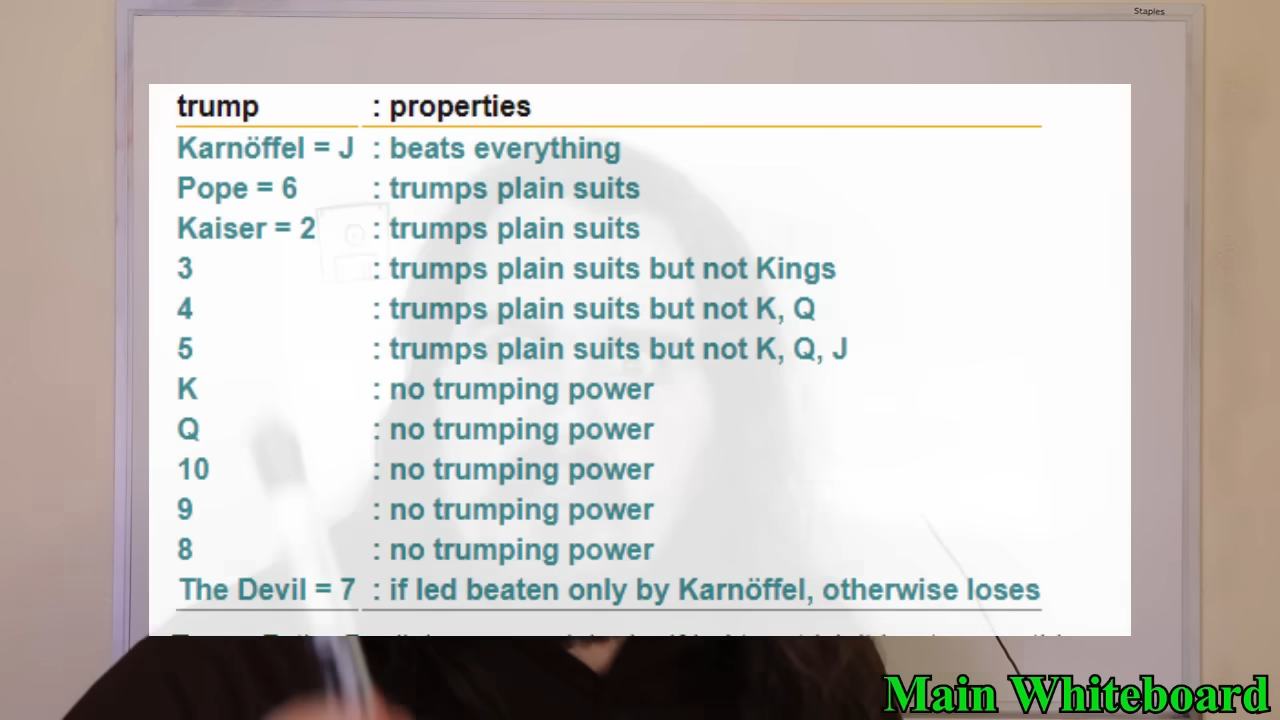 Staples
trump : properties
Karnöffel = J : beats everything
Pope = 6 : trumps plain suits
Kaiser = 2 : trumps plain suits
3 : trumps plain suits but not Kings
4 : trumps plain suits but not K, Q
5 : trumps plain suits but not K, Q, J
K : no trumping power
Q : no trumping power
10 : no trumping power
9 : no trumping power
8 : no trumping power
The Devil = 7 : if led beaten only by Karnöffel, otherwise loses
Main Whiteboard